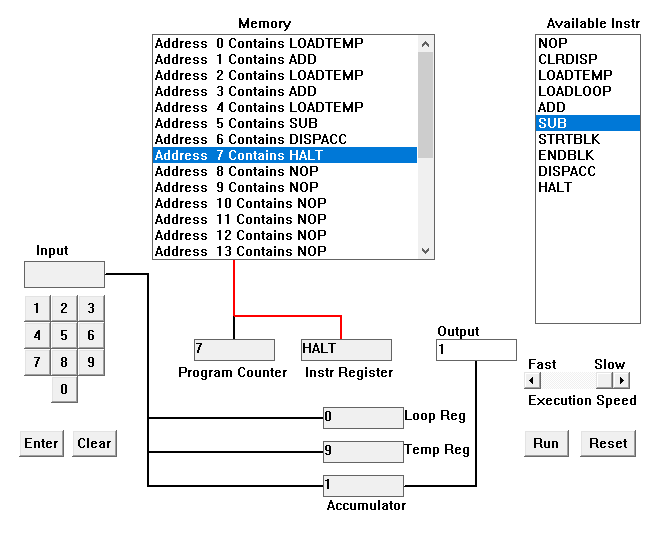 Memory
Available Instr
Address 0 Contains LOADTEMP
Address 1 Contains ADD
Address 2 Contains LOADTEMP
Address 3 Contains ADD
Address 4 Contains LOADTEMP
Address 5 Contains SUB
Address 6 Contains DISPACC
Address 7 Contains HALT
Address 8 Contains NOP
Address 9 Contains NOP
Address 10 Contains NOP
Address 11 Contains NOP
Address 12 Contains NOP
Address 13 Contains NOP
NOP
CLRDISP
LOADTEMP
LOADLOOP
ADD
SUB
STRTBLK
ENDBLK
DISPACC
HALT
Input
1 2 3
4 5 6
7 8 9
0
Enter Clear
7
Program Counter
HALT
Instr Register
Output
1
Fast Slow
Execution Speed
Run Reset
0 Loop Reg
9 Temp Reg
1
Accumulator